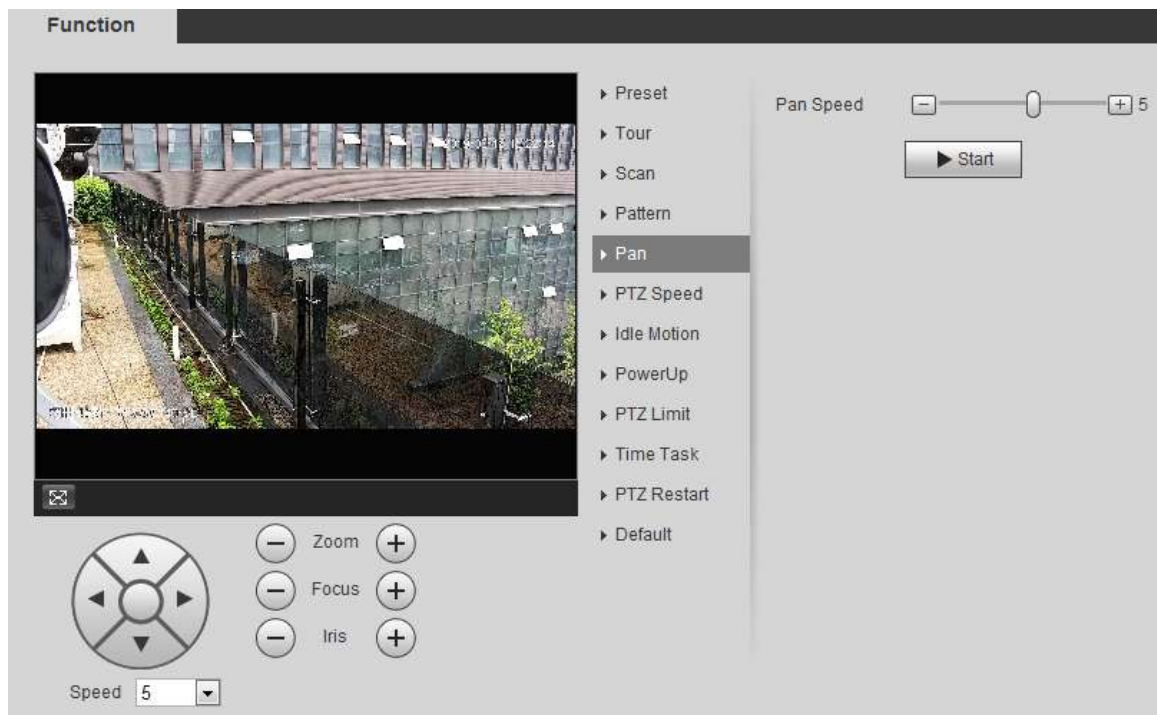 Function
Preset
Tour
Scan
Pattern
Pan
PTZ Speed
Idle Motion
PowerUp
PTZ Limit
Time Task
PTZ Restart
Default
Pan Speed 5
Start
Zoom
Focus
Iris
Speed 5